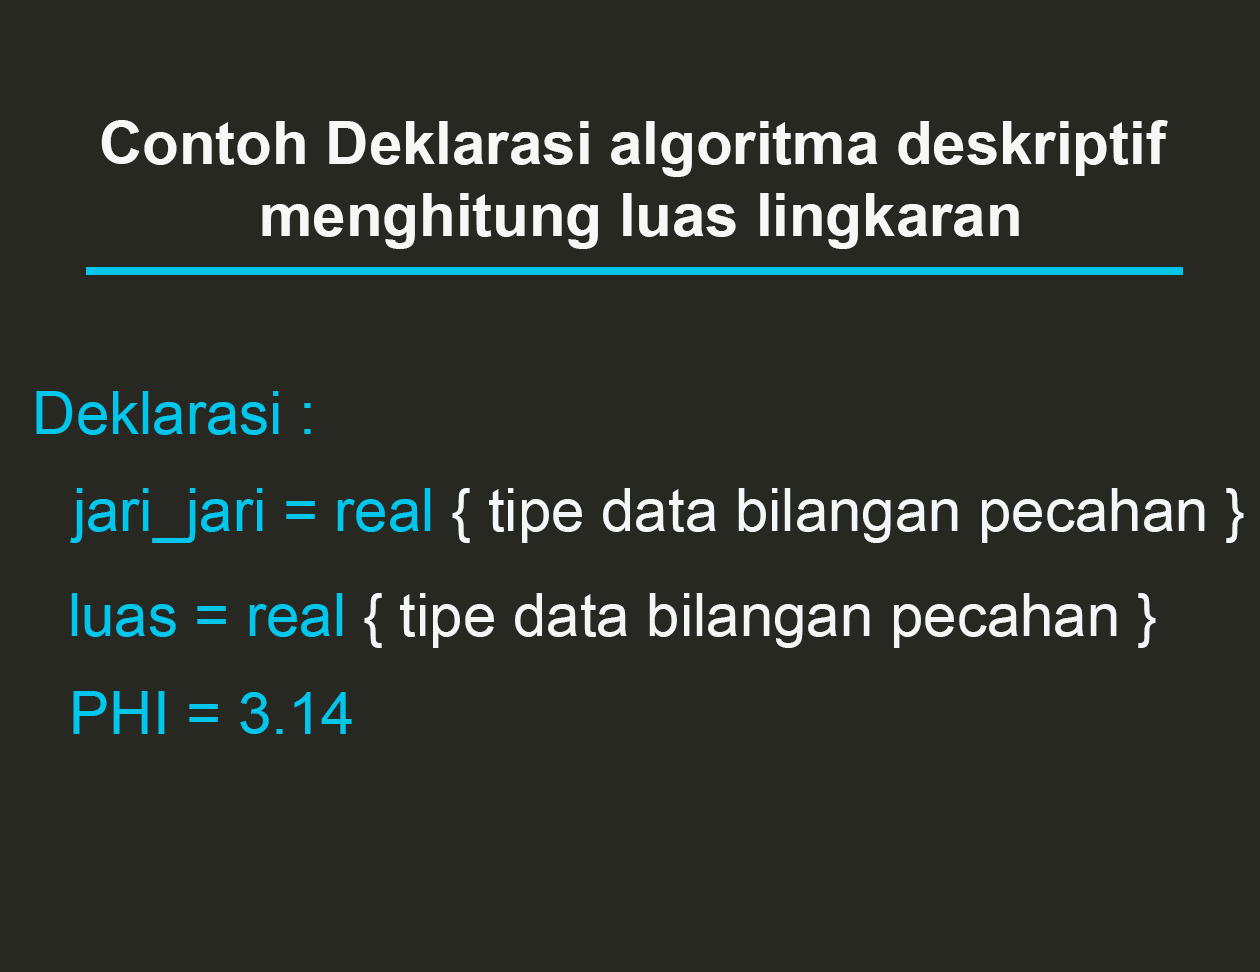 Contoh Deklarasi algoritma deskriptif
menghitung luas lingkaran
Deklarasi :
jari_jari = real { tipe data bilangan pecahan }
luas = real { tipe data bilangan pecahan }
PHI = 3.14